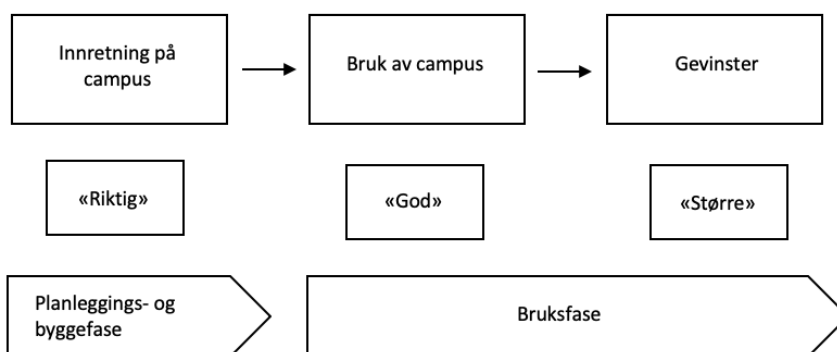 Innretning på
campus
Bruk av campus
Gevinster
«Riktig»
«God»
«Større»
Planleggings- og
byggefase
Bruksfase